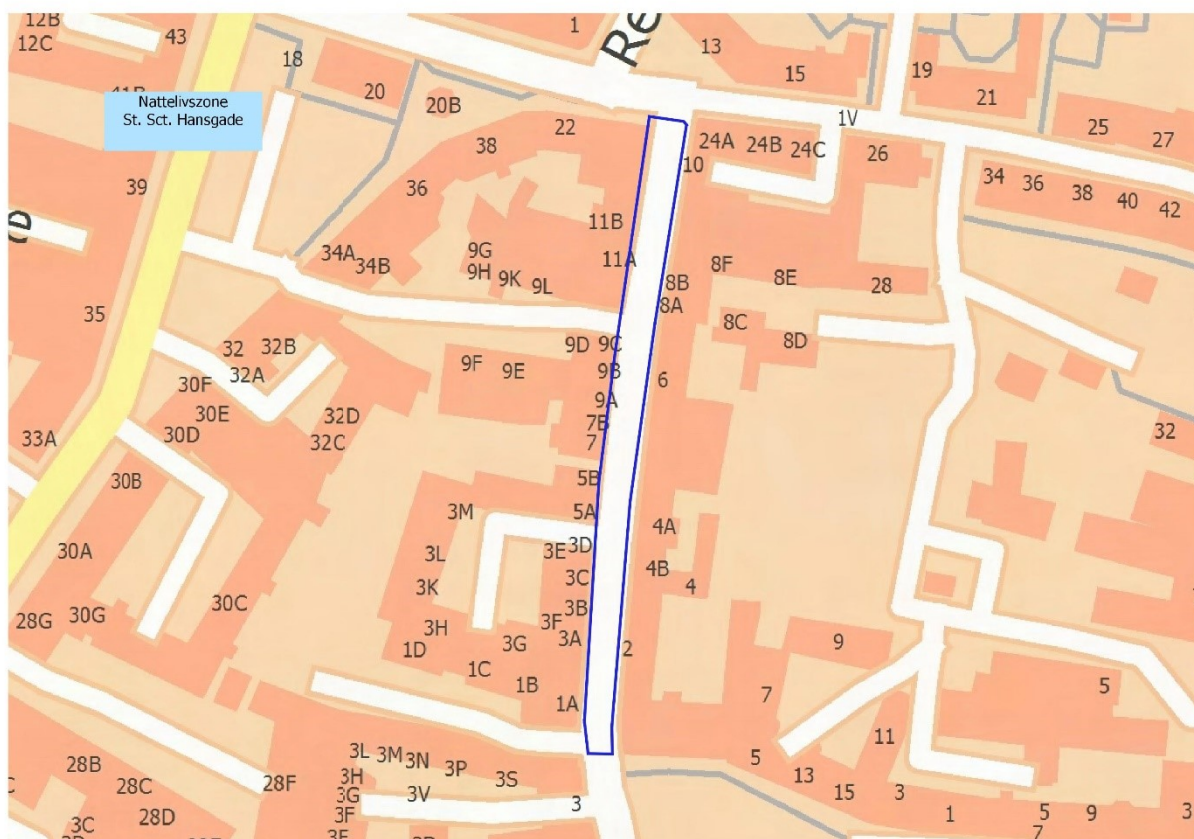 12B
12C
43
1
Re
13
15
18
20
20B
19
21
Nattelivszone
St. Sct. Hansgade
22
38
36
1V
24A
24B
24C
26
25
27
10
39
34
36
38
40
42
11B
11A
34A
34B
9G
9H
9K
9L
8B
8A
8F
8E
28
8C
8D
35
32
32B
32A
30F
30E
30D
32D
32C
9D
9C
9B
9A
9F
9E
7B
7
6
33A
32
30B
5B
5A
3M
3L
3K
3E
3D
3C
3B
3F
3A
3H
3G
4A
4B
4
30A
30G
28G
30C
1D
1C
1B
1A
2
9
7
5
5
11
13
15
3
1
5
7
9
3
3L
3M
3N
3P
3S
3H
3G
3F
3V
3
28B
28C
28D
28F
3C